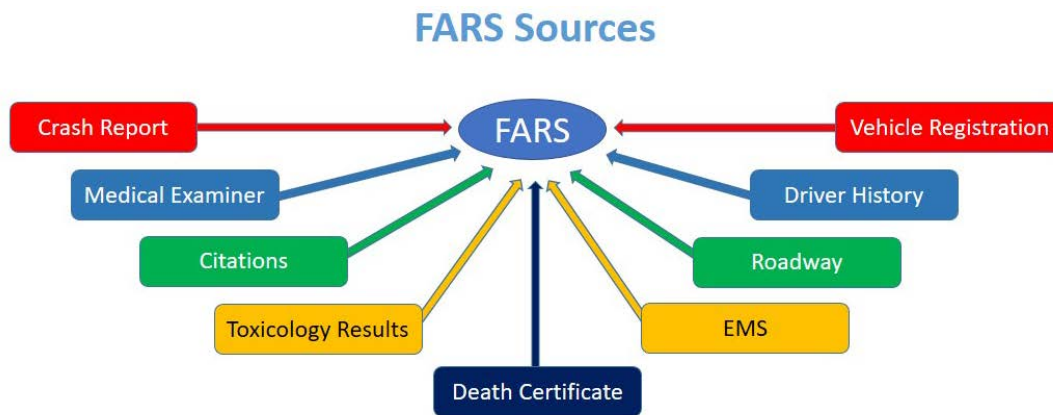 FARS Sources
Crash Report
FARS
Vehicle Registration
Medical Examiner
Driver History
Citations
Roadway
Toxicology Results
EMS
Death Certificate